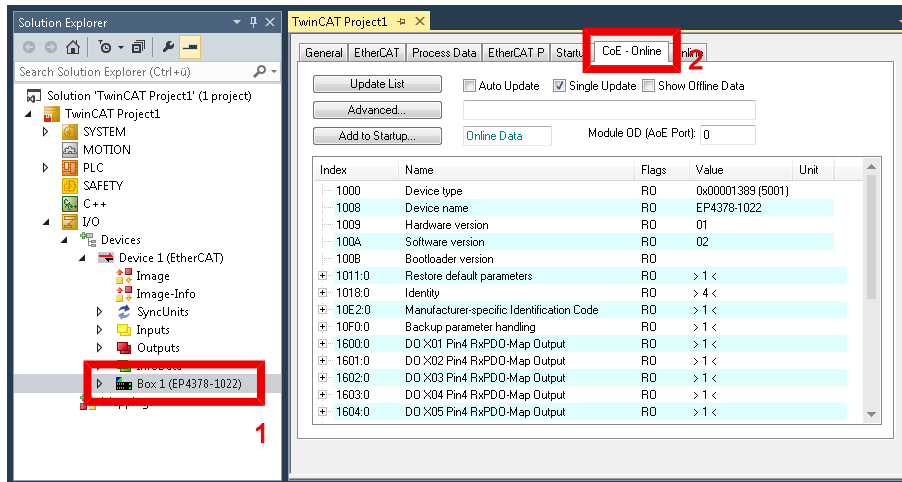 Solution Explorer
Search Solution Explorer (Ctrl+ü)
Solution 'TwinCAT Project1' (1 project)
TwinCAT Project1
SYSTEM
MOTION
PLC
SAFETY
C++
I/O
Devices
Device 1 (EtherCAT)
Image
Image-Info
SyncUnits
Inputs
Outputs
Box 1 (EP4378-1022)
1
TwinCAT Project1
General EtherCAT Process Data EtherCAT P Startu CoE - Online
2
Update List Auto Update Single Update Show Offline Data
Advanced...
Add to Startup... Online Data Module OD (AoE Port): 0
Index Name Flags Value Unit
1000 Device type RO 0x00001389 (5001)
1008 Device name RO EP4378-1022
1009 Hardware version RO 01
100A Software version RO 02
100B Bootloader version RO
1011:0 Restore default parameters RO > 1 <
1018:0 Identity RO > 4 <
10E2:0 Manufacturer-specific Identification Code RO > 1 <
10F0:0 Backup parameter handling RO > 1 <
1600:0 DO X01 Pin4 RxPDO-Map Output RO > 1 <
1601:0 DO X02 Pin4 RxPDO-Map Output RO > 1 <
1602:0 DO X03 Pin4 RxPDO-Map Output RO > 1 <
1603:0 DO X04 Pin4 RxPDO-Map Output RO > 1 <
1604:0 DO X05 Pin4 RxPDO-Map Output RO > 1 <